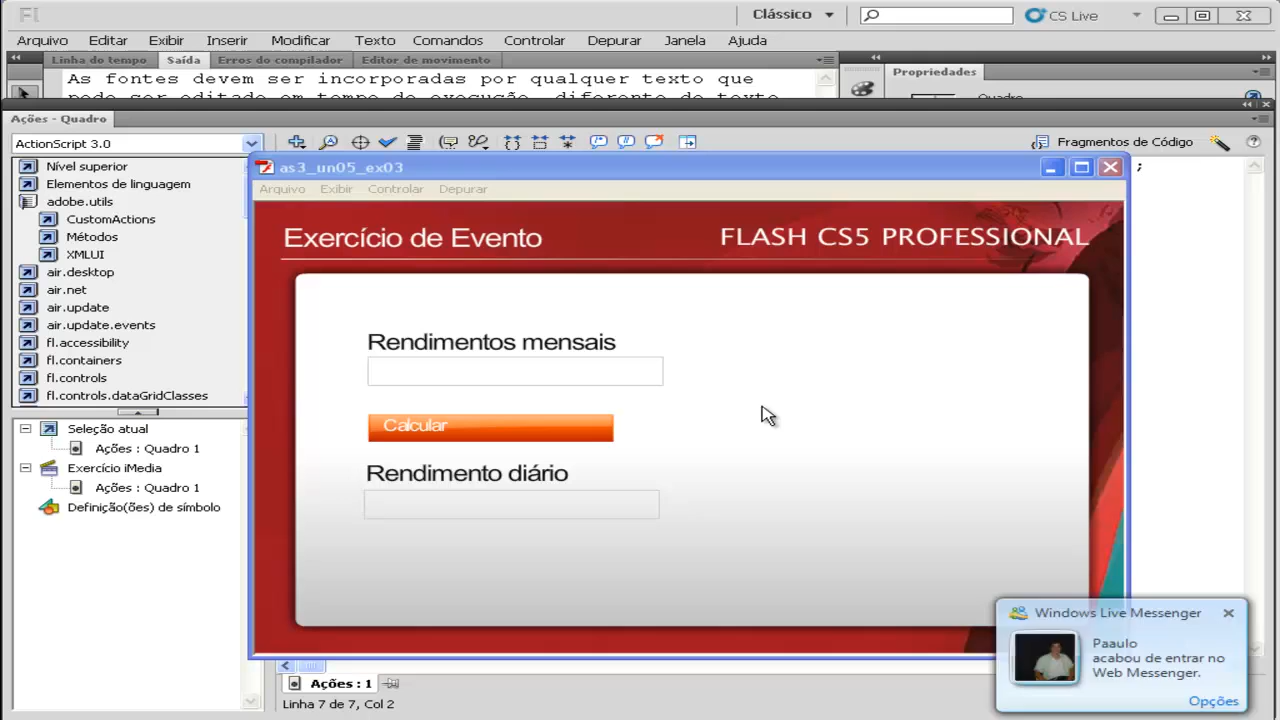 Fl
Clássico
CS Live
Arquivo Editar Exibir Inserir Modificar Texto Comandos Controlar Depurar Janela Ajuda
Linha do tempo Saída Erros do compilador Editor de movimento
Propriedades
As fontes devem ser incorporadas por qualquer texto que
Quadro
Ações - Quadro
ActionScript 3.0
Fragmentos de Código
Nível superior
Elementos de linguagem
adobe.utils
CustomActions
Métodos
XMLUI
air.desktop
air.net
air.update
air.update.events
fl.accessibility
fl.containers
fl.controls
fl.controls.dataGridClasses
;
Seleção atual
Ações : Quadro 1
Exercício iMedia
Ações : Quadro 1
Definição(ões) de símbolo
as3_un05_ex03
Arquivo Exibir Controlar Depurar
Exercício de Evento
FLASH CS5 PROFESSIONAL
Rendimentos mensais
Calcular
Rendimento diário
Windows Live Messenger
Paaulo
acabou de entrar no
Web Messenger.
Opções
Ações : 1
Linha 7 de 7, Col 2